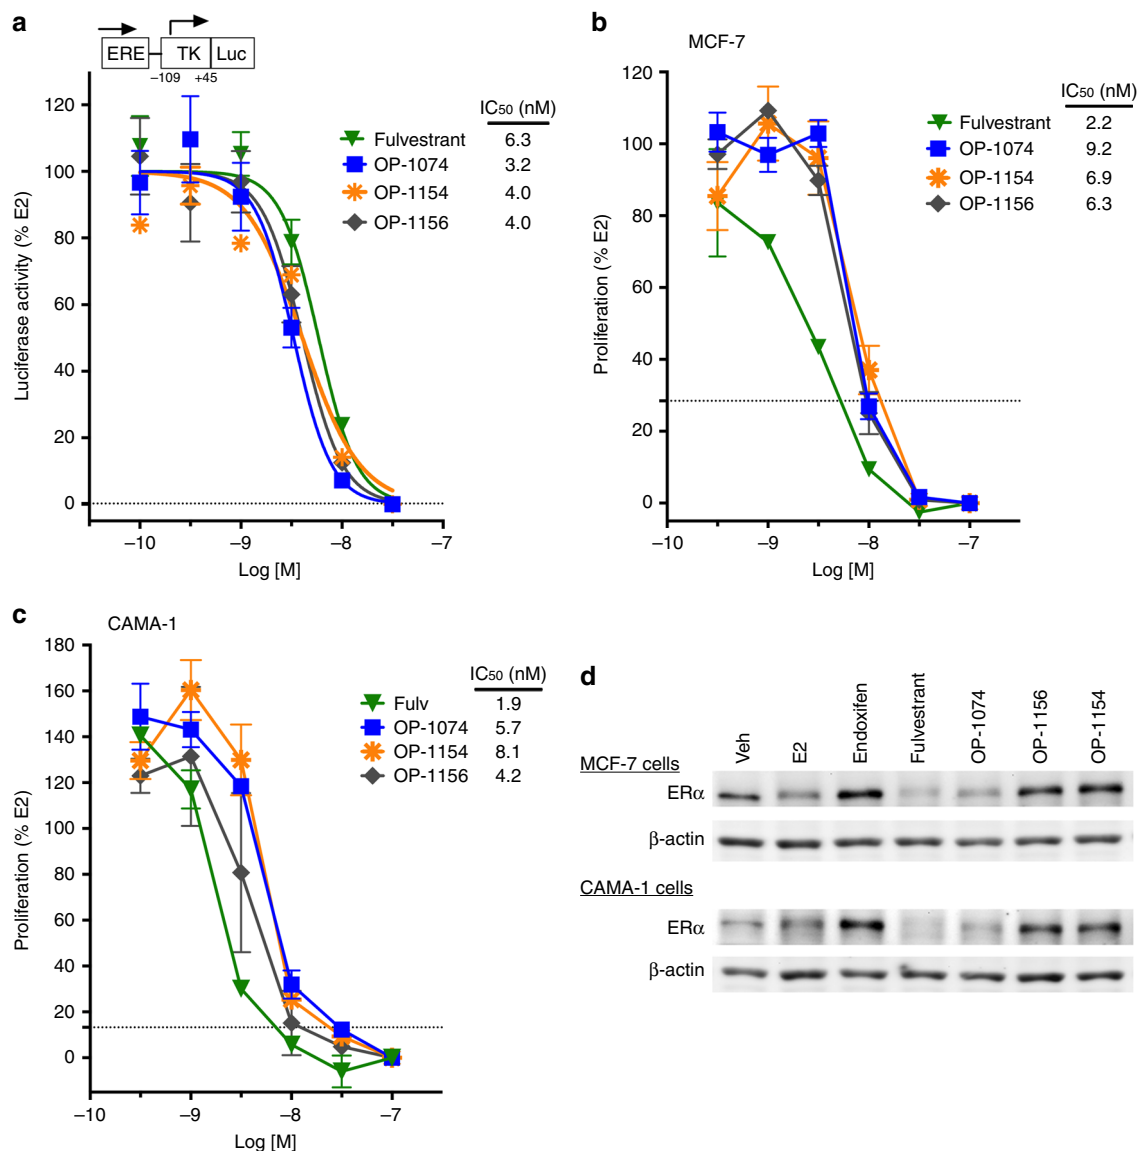 a
ERE TK Luc
−109 +45
IC50 (nM)
Fulvestrant 6.3
OP-1074 3.2
OP-1154 4.0
OP-1156 4.0
Luciferase activity (% E2)
120
100
80
60
40
20
0
−10 −9 −8 −7
Log [M]
b
MCF-7
IC50 (nM)
Fulvestrant 2.2
OP-1074 9.2
OP-1154 6.9
OP-1156 6.3
Proliferation (% E2)
120
100
80
60
40
20
0
−10 −9 −8 −7
Log [M]
c
CAMA-1
IC50 (nM)
Fulv 1.9
OP-1074 5.7
OP-1154 8.1
OP-1156 4.2
Proliferation (% E2)
180
160
140
120
100
80
60
40
20
0
−10 −9 −8 −7
Log [M]
d
Veh E2 Endoxifen Fulvestrant OP-1074 OP-1156 OP-1154
MCF-7 cells
ERα
β-actin
CAMA-1 cells
ERα
β-actin